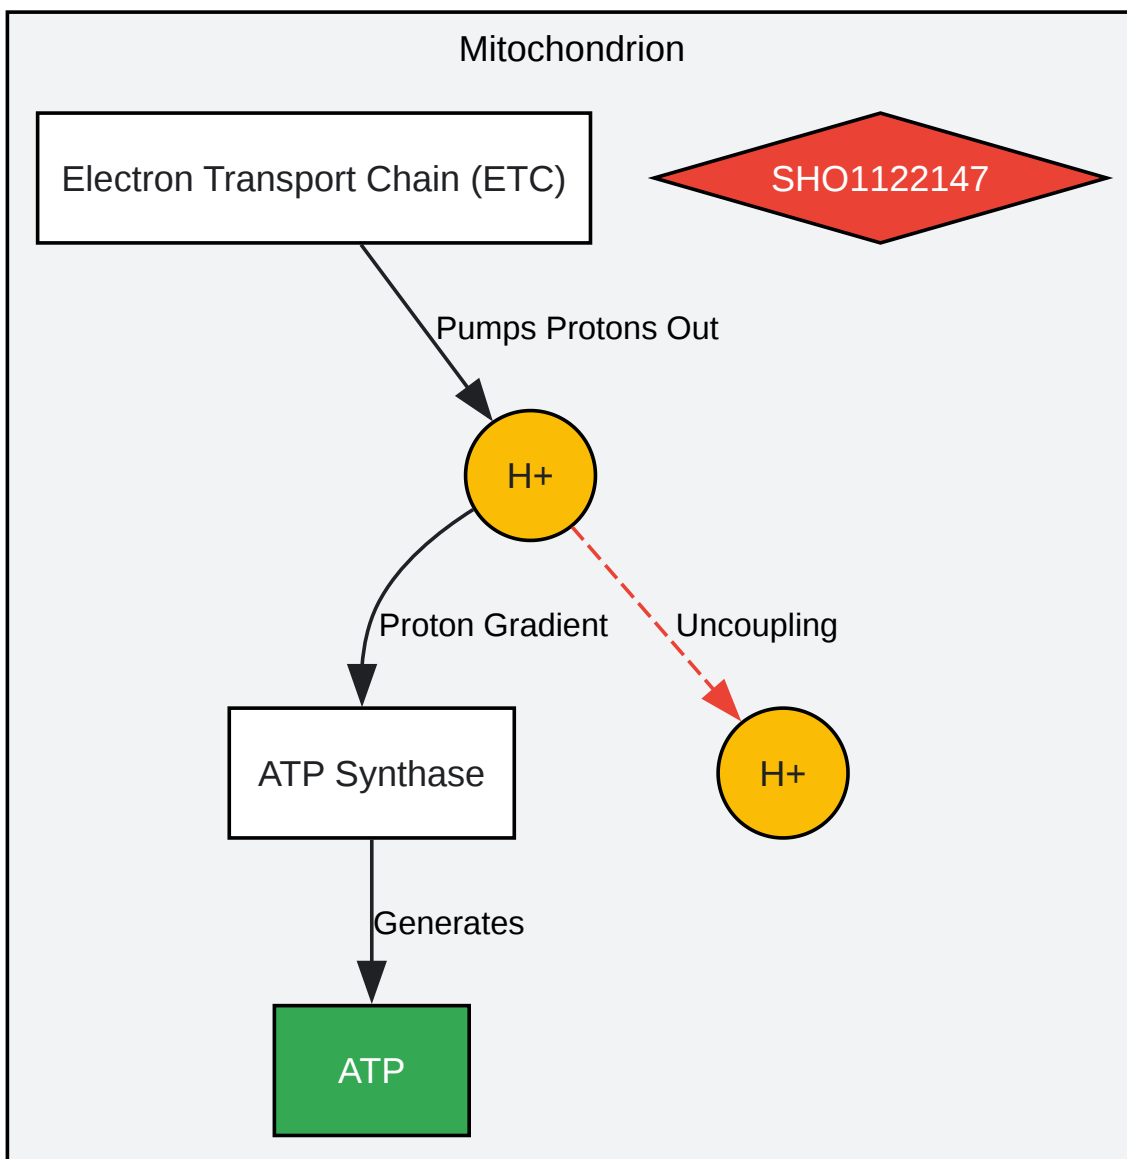 Mitochondrion
Electron Transport Chain (ETC)
SHO1122147
Pumps Protons Out
H+
Proton Gradient
Uncoupling
ATP Synthase
H+
Generates
ATP